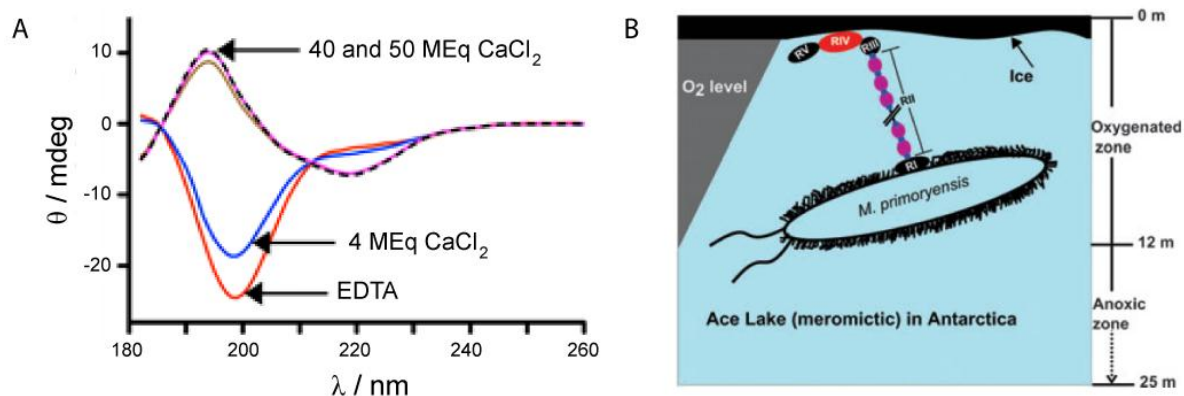 A
θ / mdeg
10
0
-10
-20
180
200
220
240
260
λ / nm
40 and 50 MEq CaCl₂
4 MEq CaCl₂
EDTA
B
O₂ level
RV
RIV
RIII
RII
RI
Ice
M. primoryensis
Ace Lake (meromictic) in Antarctica
0 m
Oxygenated
zone
12 m
Anoxic
zone
25 m